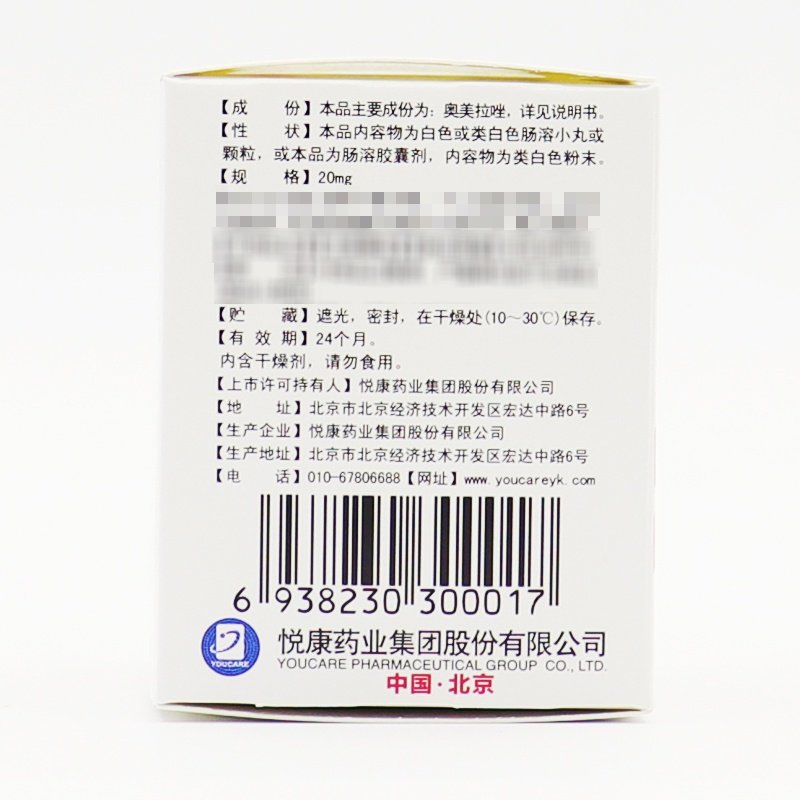 【成　　份】本品主要成份为：奥美拉唑，详见说明书。
【性　　状】本品内容物为白色或类白色肠溶小丸或
颗粒，或本品为肠溶胶囊剂，内容物为类白色粉末。
【规　　格】20mg
【贮　　藏】遮光，密封，在干燥处(10～30℃)保存。
【有 效 期】24个月。
内含干燥剂，请勿食用。
【上市许可持有人】悦康药业集团股份有限公司
【地　　址】北京市北京经济技术开发区宏达中路6号
【生产企业】悦康药业集团股份有限公司
【生产地址】北京市北京经济技术开发区宏达中路6号
【电　　话】010-67806688【网址】www.youcareyk.com
6 938230 300017
YOUCARE
悦康药业集团股份有限公司
YOUCARE PHARMACEUTICAL GROUP CO., LTD.
中国·北京